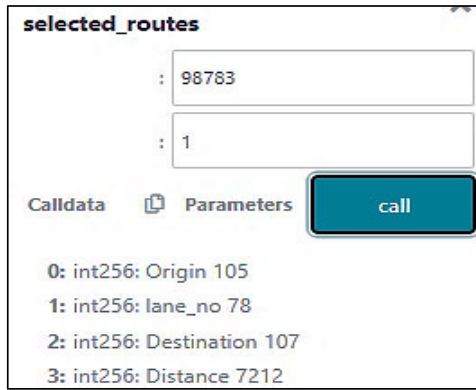 selected_routes
: 98783
: 1
Calldata Parameters call
0: int256: Origin 105
1: int256: lane_no 78
2: int256: Destination 107
3: int256: Distance 7212